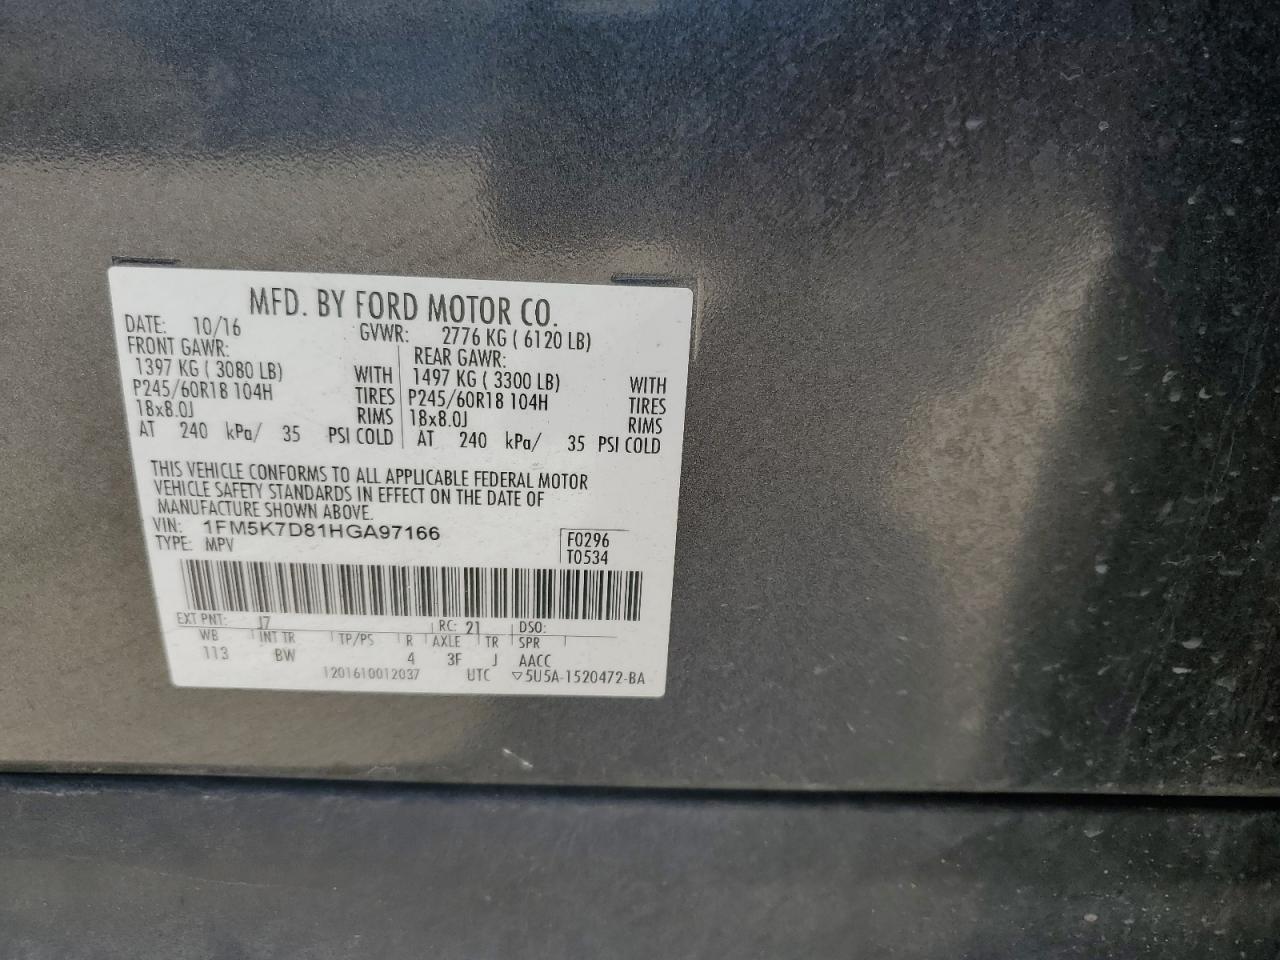 MFD. BY FORD MOTOR CO.
DATE: 10/16 GVWR: 2776 KG ( 6120 LB)
FRONT GAWR: REAR GAWR:
1397 KG ( 3080 LB) WITH 1497 KG ( 3300 LB) WITH
P245/60R18 104H TIRES P245/60R18 104H TIRES
18x8.0J RIMS 18x8.0J RIMS
AT 240 kPa/ 35 PSI COLD AT 240 kPa/ 35 PSI COLD
THIS VEHICLE CONFORMS TO ALL APPLICABLE FEDERAL MOTOR
VEHICLE SAFETY STANDARDS IN EFFECT ON THE DATE OF
MANUFACTURE SHOWN ABOVE.
VIN: 1FM5K7D81HGA97166 F0296
TYPE: MPV T0534
EXT PNT: J7 RC: 21 DSO:
WB INT TR TP/PS R AXLE TR SPR
113 BW 4 3F J AACC
1201610012037 UTC ▽5U5A-1520472-BA